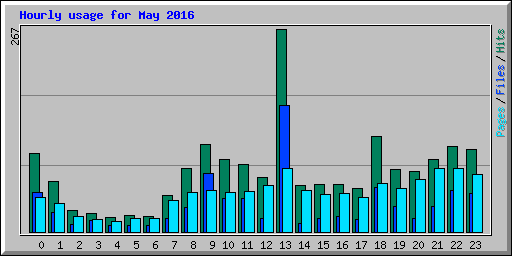 Hourly usage for May 2016
267
Pages / Files / Hits
0 1 2 3 4 5 6 7 8 9 10 11 12 13 14 15 16 17 18 19 20 21 22 23